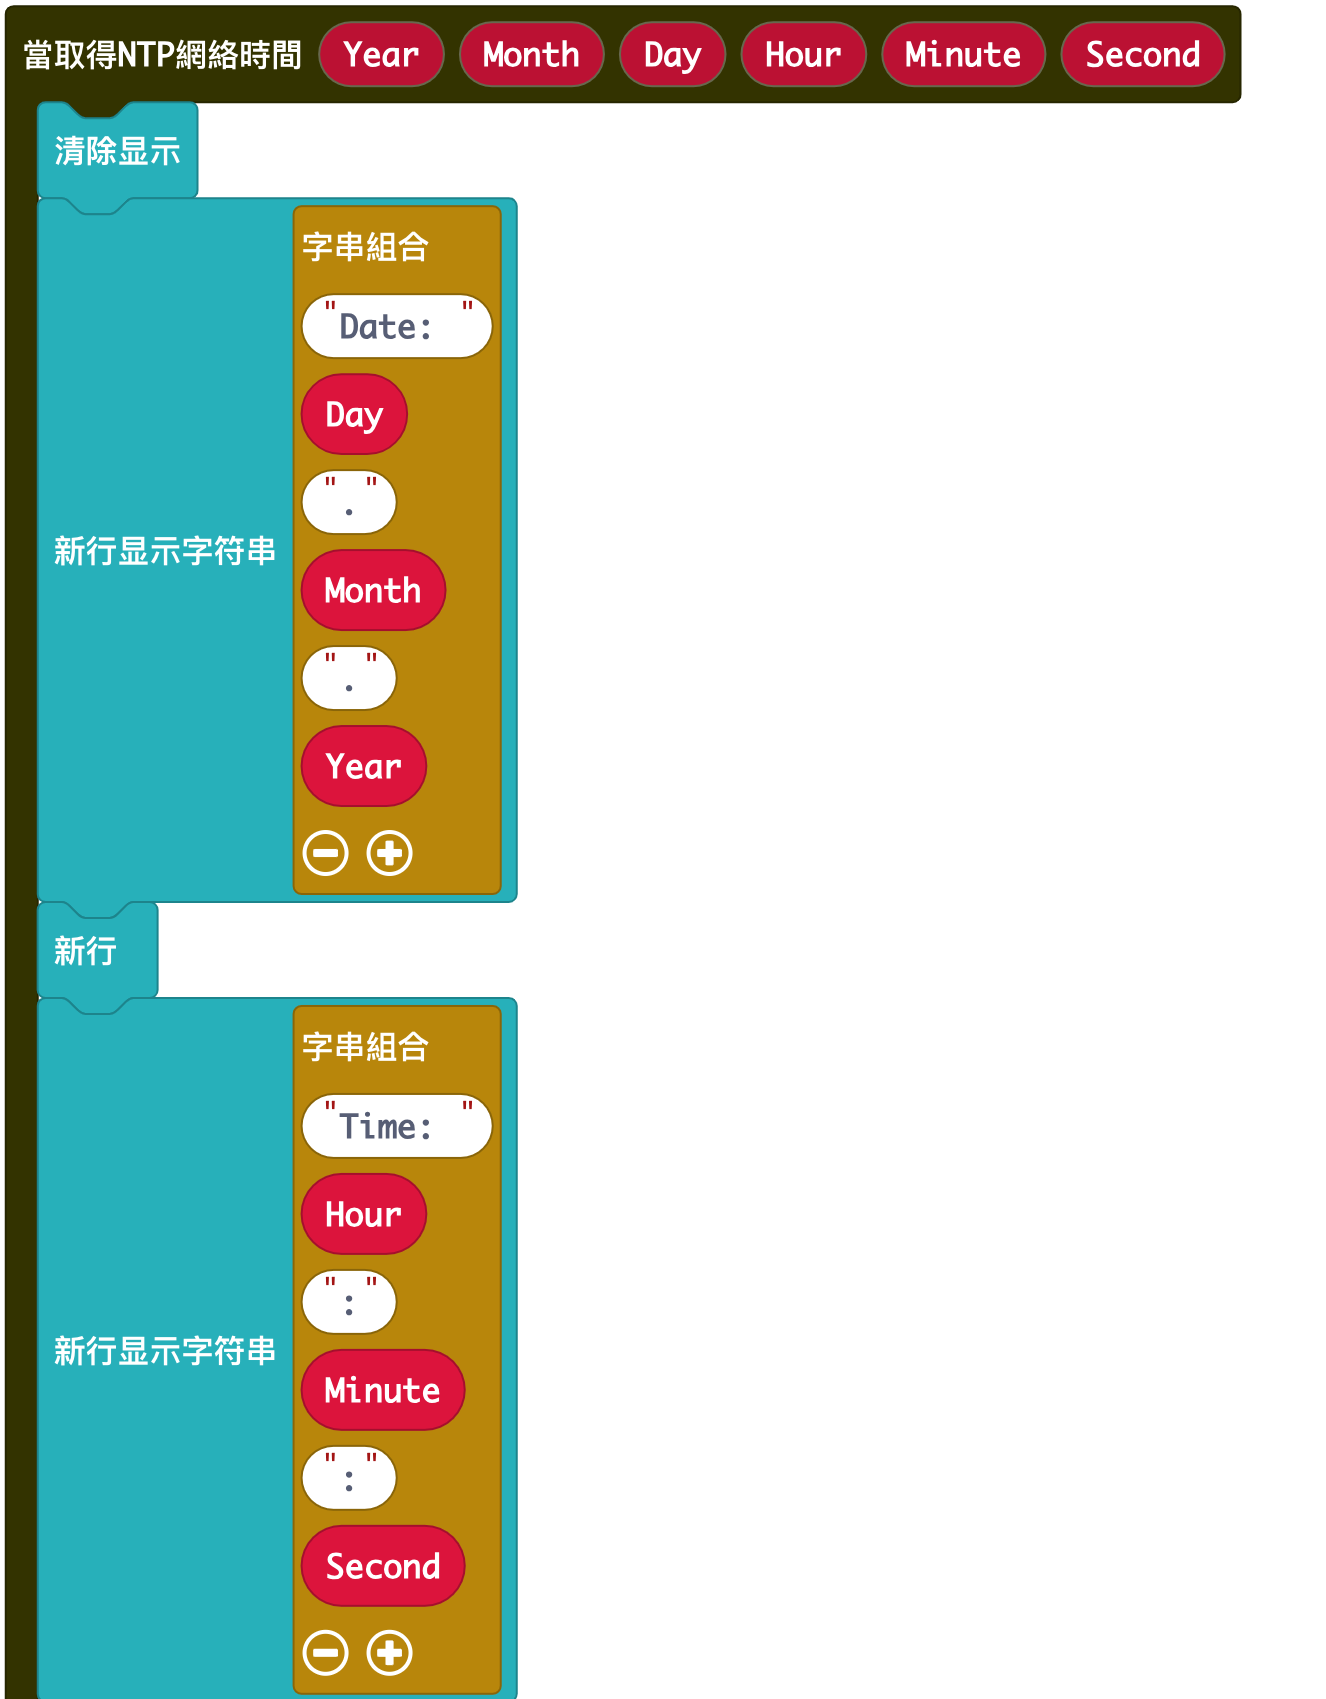 當取得NTP網絡時間 Year Month Day Hour Minute Second
清除显示
新行显示字符串
字串組合
"Date: "
Day
"."
Month
"."
Year
新行
新行显示字符串
字串組合
"Time: "
Hour
":"
Minute
":"
Second